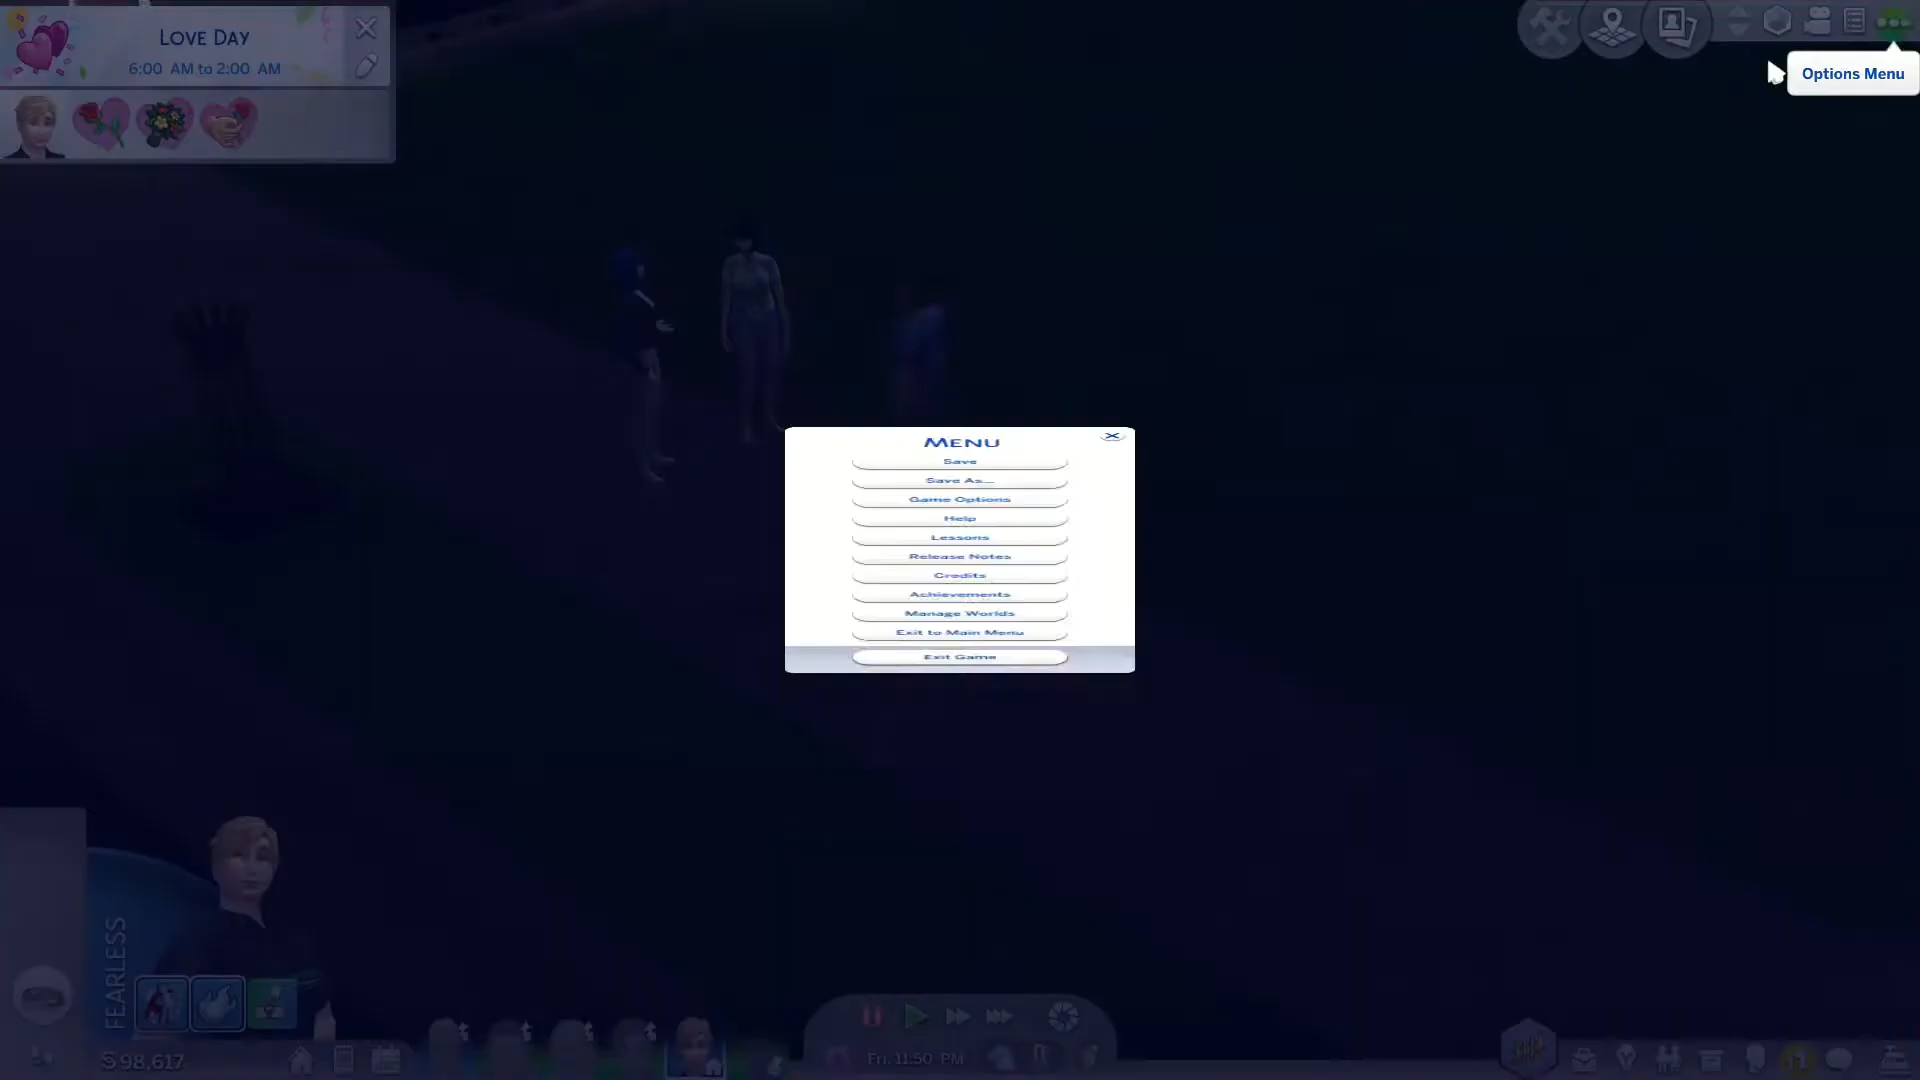 Love Day
6:00 AM to 2:00 AM
Options Menu
Menu
Save
Save As...
Game Options
Help
Lessons
Release Notes
Credits
Achievements
Manage Worlds
Exit to Main Menu
Exit Game
FEARLESS
§98,617
Fri. 11:50 PM